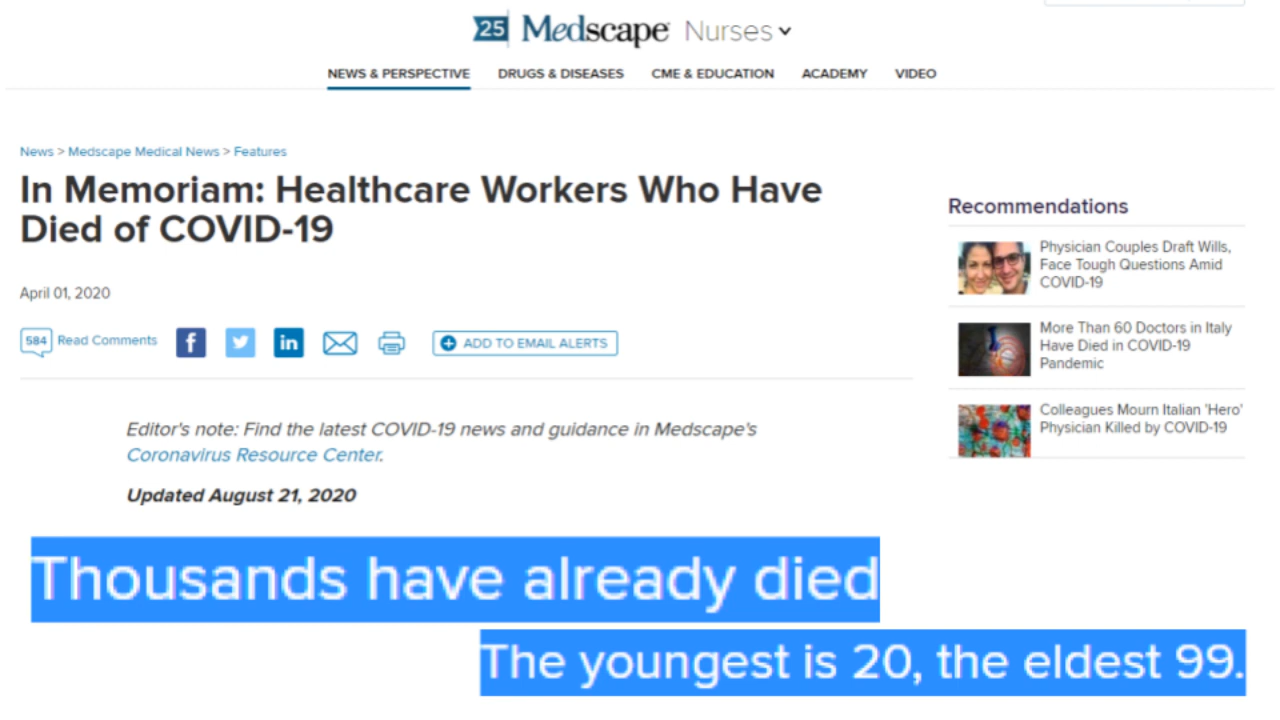 25 Medscape Nurses
NEWS & PERSPECTIVE DRUGS & DISEASES CME & EDUCATION ACADEMY VIDEO
News > Medscape Medical News > Features
In Memoriam: Healthcare Workers Who Have
Died of COVID-19
April 01, 2020
584 Read Comments f in ADD TO EMAIL ALERTS
Editor's note: Find the latest COVID-19 news and guidance in Medscape's
Coronavirus Resource Center.
Updated August 21, 2020
Recommendations
Physician Couples Draft Wills,
Face Tough Questions Amid
COVID-19
More Than 60 Doctors in Italy
Have Died in COVID-19
Pandemic
Colleagues Mourn Italian 'Hero'
Physician Killed by COVID-19
Thousands have already died
The youngest is 20, the eldest 99.